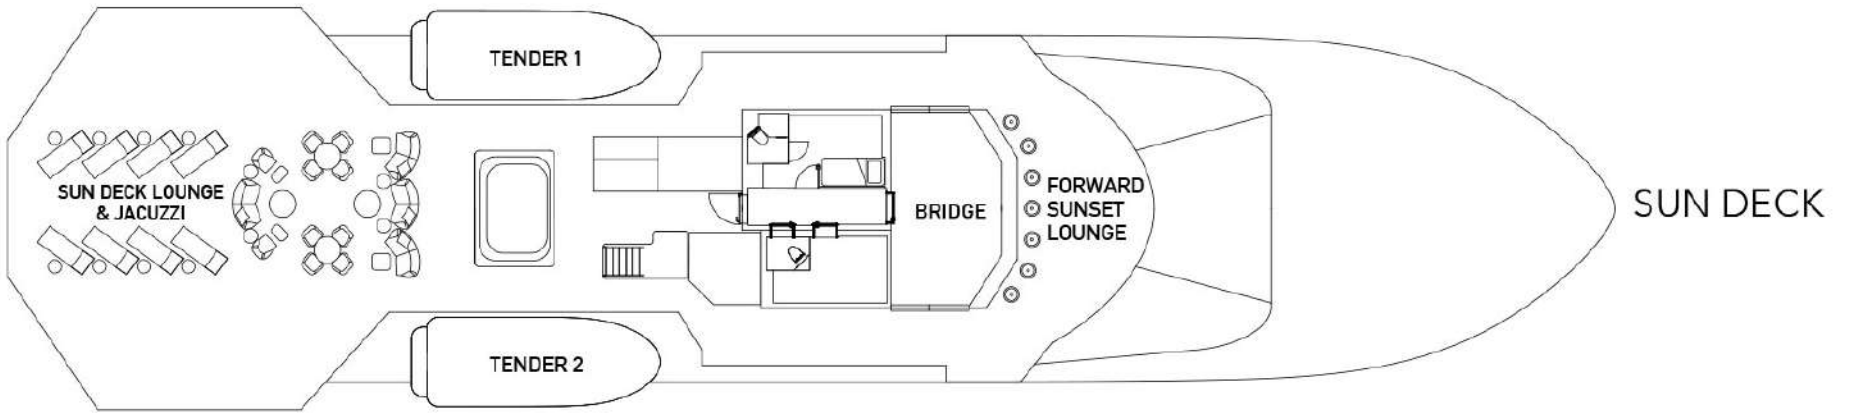 TENDER 1
SUN DECK LOUNGE
& JACUZZI
BRIDGE
FORWARD
SUNSET
LOUNGE
SUN DECK
TENDER 2